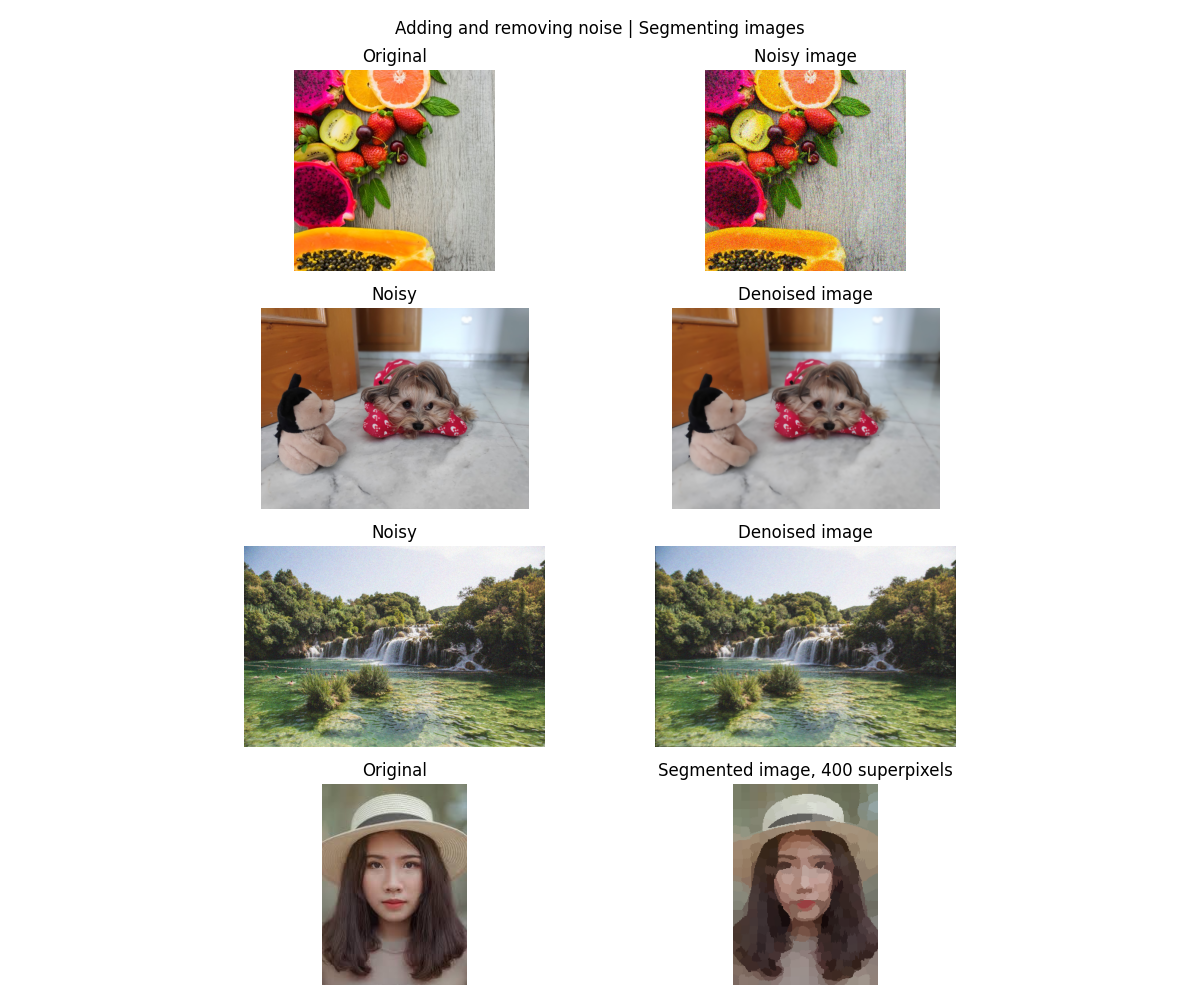 Adding and removing noise | Segmenting images
Original
Noisy image
Noisy
Denoised image
Noisy
Denoised image
Original
Segmented image, 400 superpixels